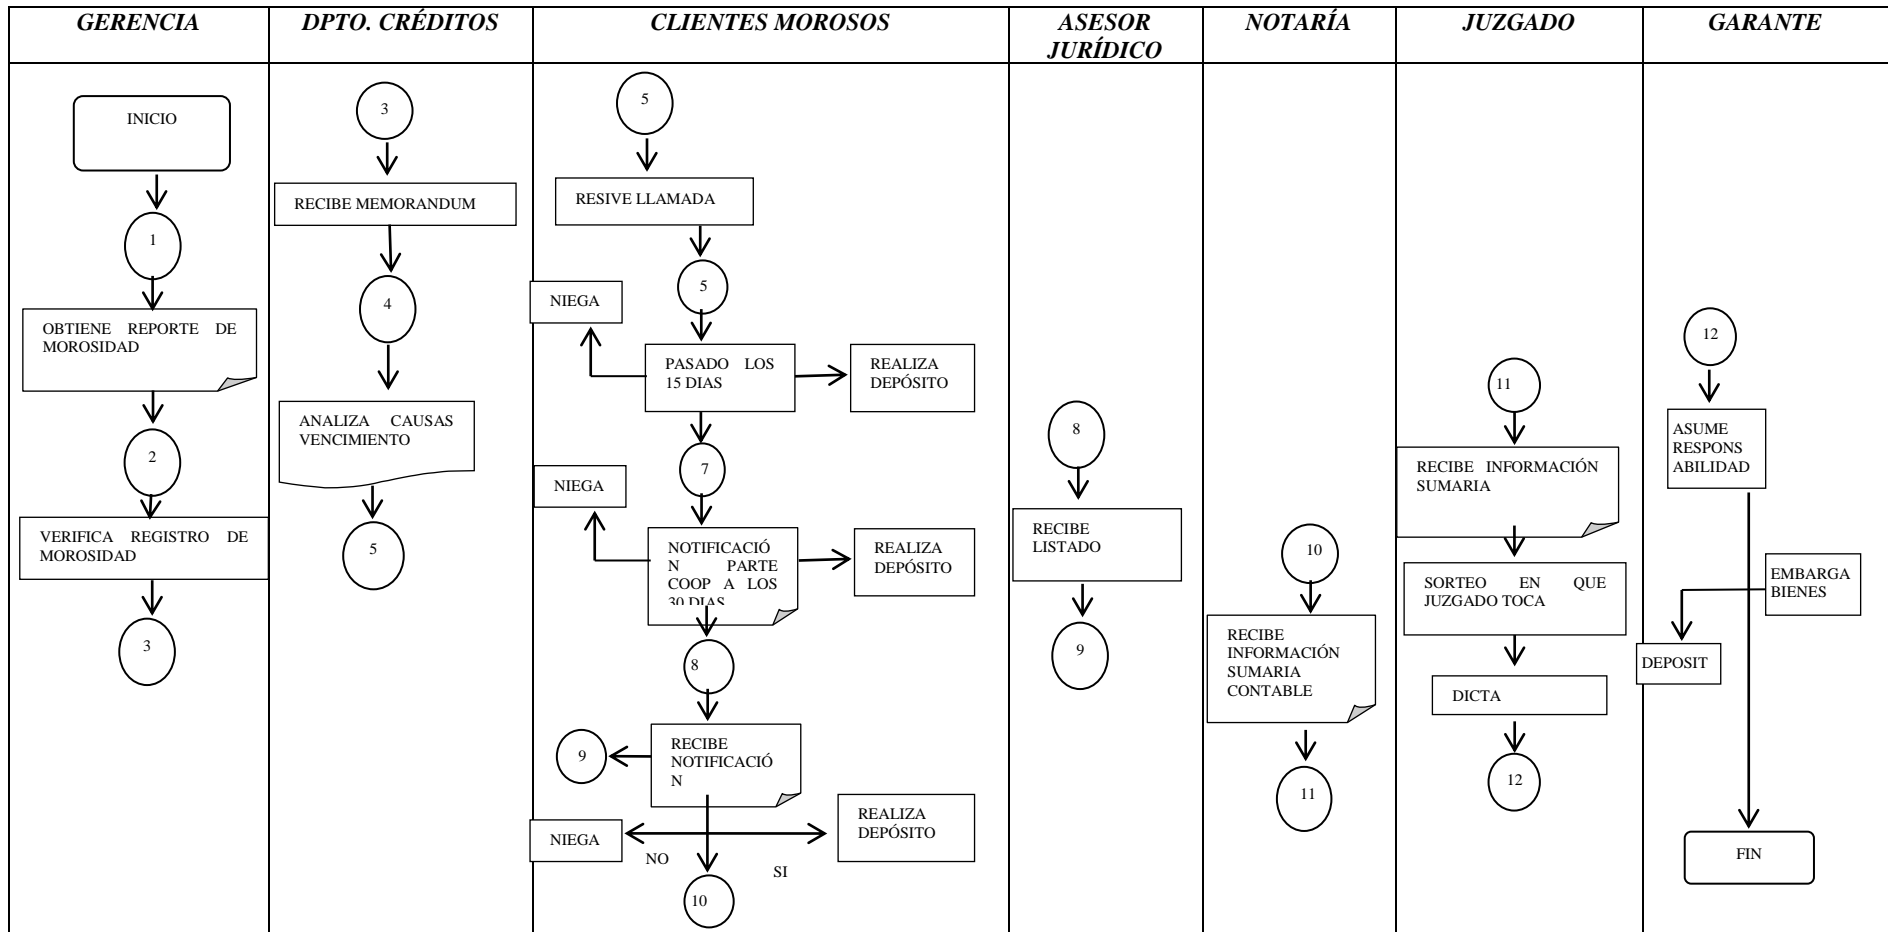 GERENCIA
DPTO. CRÉDITOS
CLIENTES MOROSOS
ASESOR
JURÍDICO
NOTARÍA
JUZGADO
GARANTE
INICIO
1
OBTIENE REPORTE DE
MOROSIDAD
2
VERIFICA REGISTRO DE
MOROSIDAD
3
3
RECIBE MEMORANDUM
4
ANALIZA CAUSAS
VENCIMIENTO
5
5
RESIVE LLAMADA
5
NIEGA
PASADO LOS
15 DIAS
REALIZA
DEPÓSITO
7
NIEGA
NOTIFICACIÓ
N PARTE
COOP A LOS
30 DIAS
REALIZA
DEPÓSITO
8
RECIBE
NOTIFICACIÓ
N
9
NIEGA
NO
SI
REALIZA
DEPÓSITO
10
8
RECIBE
LISTADO
9
10
RECIBE
INFORMACIÓN
SUMARIA
CONTABLE
11
11
RECIBE INFORMACIÓN
SUMARIA
SORTEO EN QUE
JUZGADO TOCA
DICTA
12
12
ASUME
RESPONS
ABILIDAD
EMBARGA
BIENES
DEPOSIT
FIN